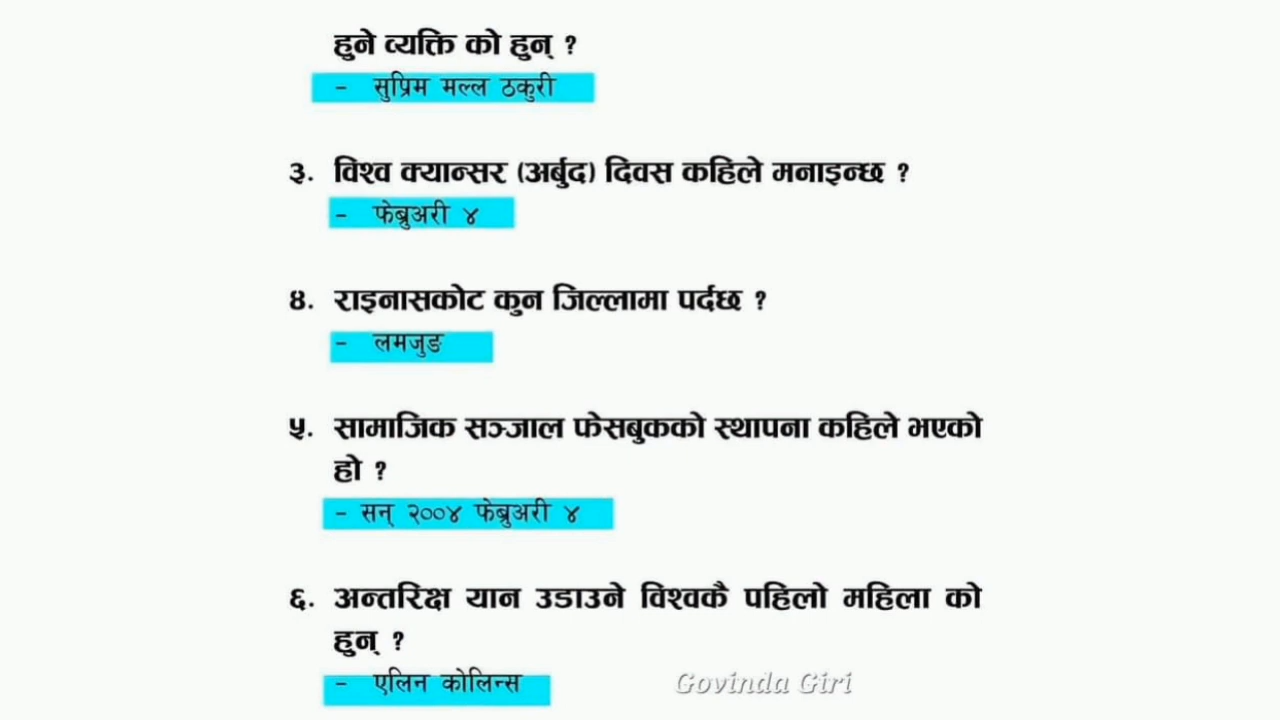 हुने व्यक्ति को हुन् ?
- सुप्रिम मल्ल ठकुरी
३. विश्व क्यान्सर (अर्बुद) दिवस कहिले मनाइन्छ ?
- फेब्रुअरी ४
४. राइनासकोट कुन जिल्लामा पर्दछ ?
- लमजुङ
५. सामाजिक सञ्जाल फेसबुकको स्थापना कहिले भएको
हो ?
- सन् २००४ फेब्रुअरी ४
६. अन्तरिक्ष यान उडाउने विश्वकै पहिलो महिला को
हुन् ?
- एलिन कोलिन्स
Govinda Giri